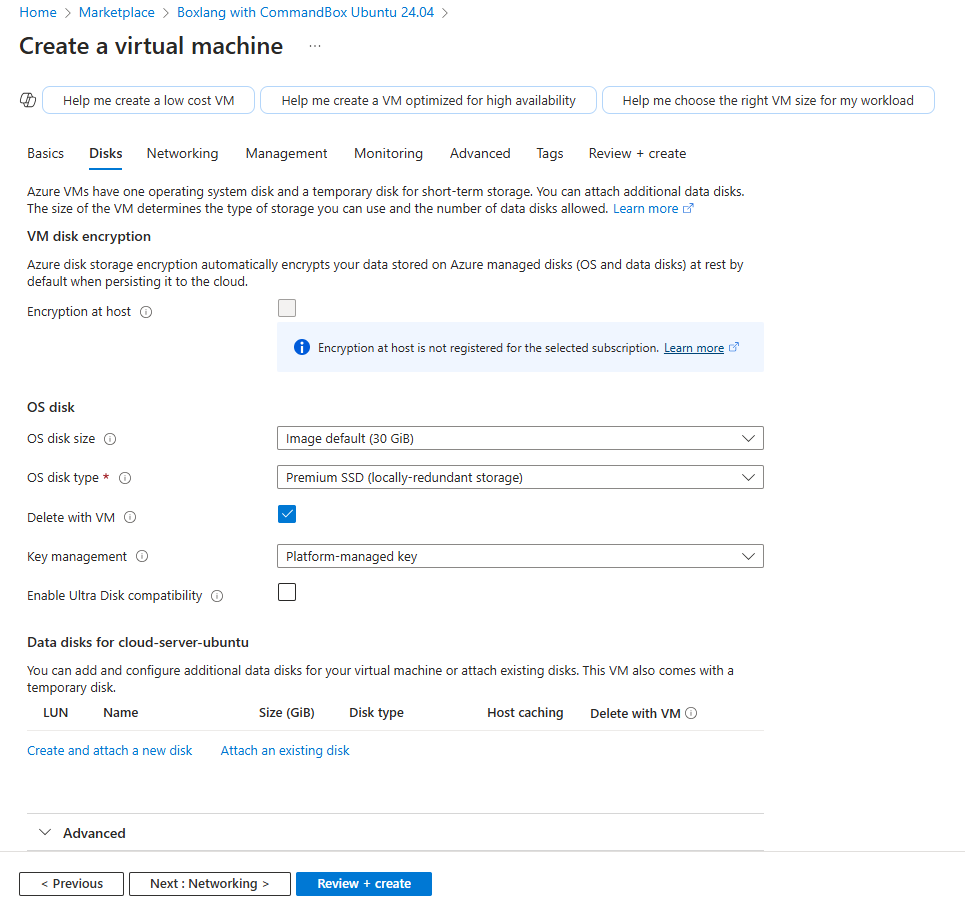 Home > Marketplace > Boxlang with CommandBox Ubuntu 24.04 >
Create a virtual machine ...
Help me create a low cost VM
Help me create a VM optimized for high availability
Help me choose the right VM size for my workload
Basics Disks Networking Management Monitoring Advanced Tags Review + create
Azure VMs have one operating system disk and a temporary disk for short-term storage. You can attach additional data disks.
The size of the VM determines the type of storage you can use and the number of data disks allowed. Learn more
VM disk encryption
Azure disk storage encryption automatically encrypts your data stored on Azure managed disks (OS and data disks) at rest by
default when persisting it to the cloud.
Encryption at host
Encryption at host is not registered for the selected subscription. Learn more
OS disk
OS disk size Image default (30 GiB)
OS disk type * Premium SSD (locally-redundant storage)
Delete with VM
Key management Platform-managed key
Enable Ultra Disk compatibility
Data disks for cloud-server-ubuntu
You can add and configure additional data disks for your virtual machine or attach existing disks. This VM also comes with a
temporary disk.
LUN Name Size (GiB) Disk type Host caching Delete with VM
Create and attach a new disk Attach an existing disk
Advanced
< Previous Next : Networking > Review + create